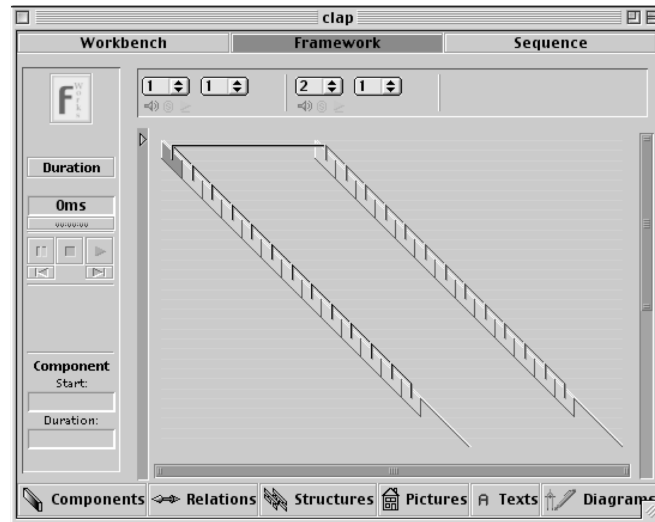 clap
Workbench Framework Sequence
F Works
1 1 2 1
Duration
0ms
Component
Start:
Duration:
Components Relations Structures Pictures A Texts Diagrams